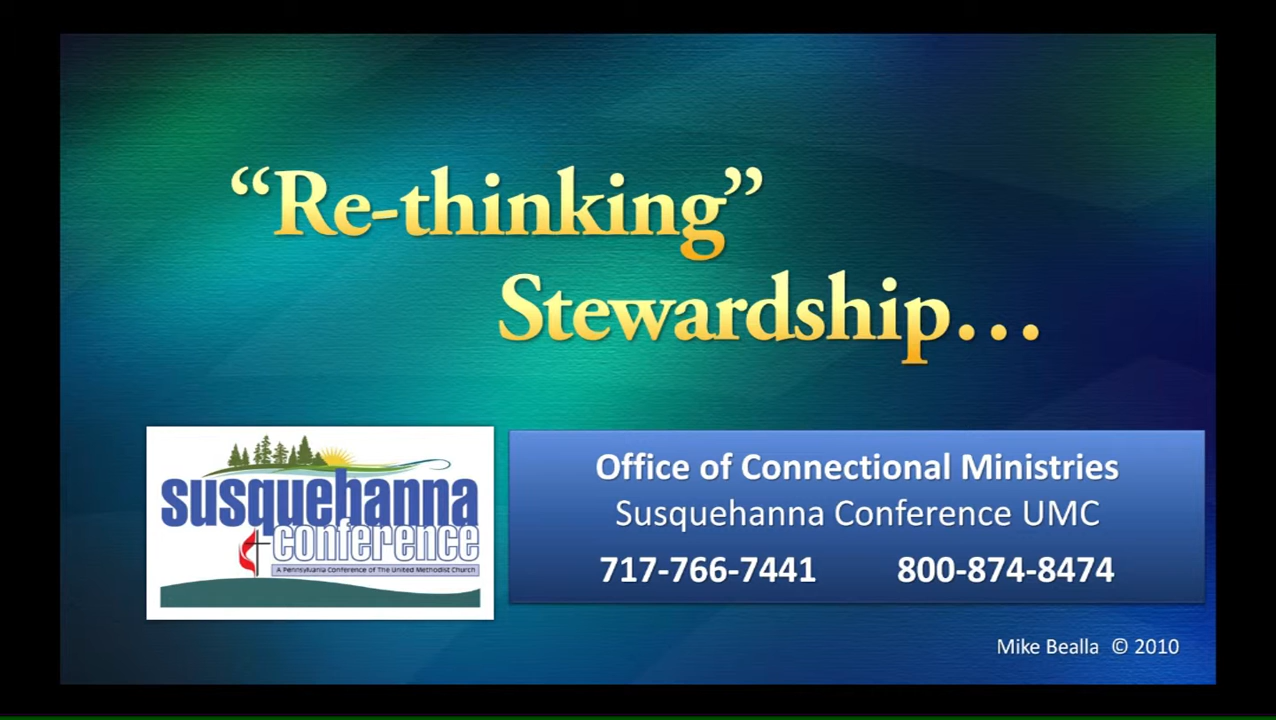 “Re-thinking”
Stewardship…
susquehanna
conference
A Pennsylvania Conference of The United Methodist Church
Office of Connectional Ministries
Susquehanna Conference UMC
717-766-7441 800-874-8474
Mike Bealla © 2010